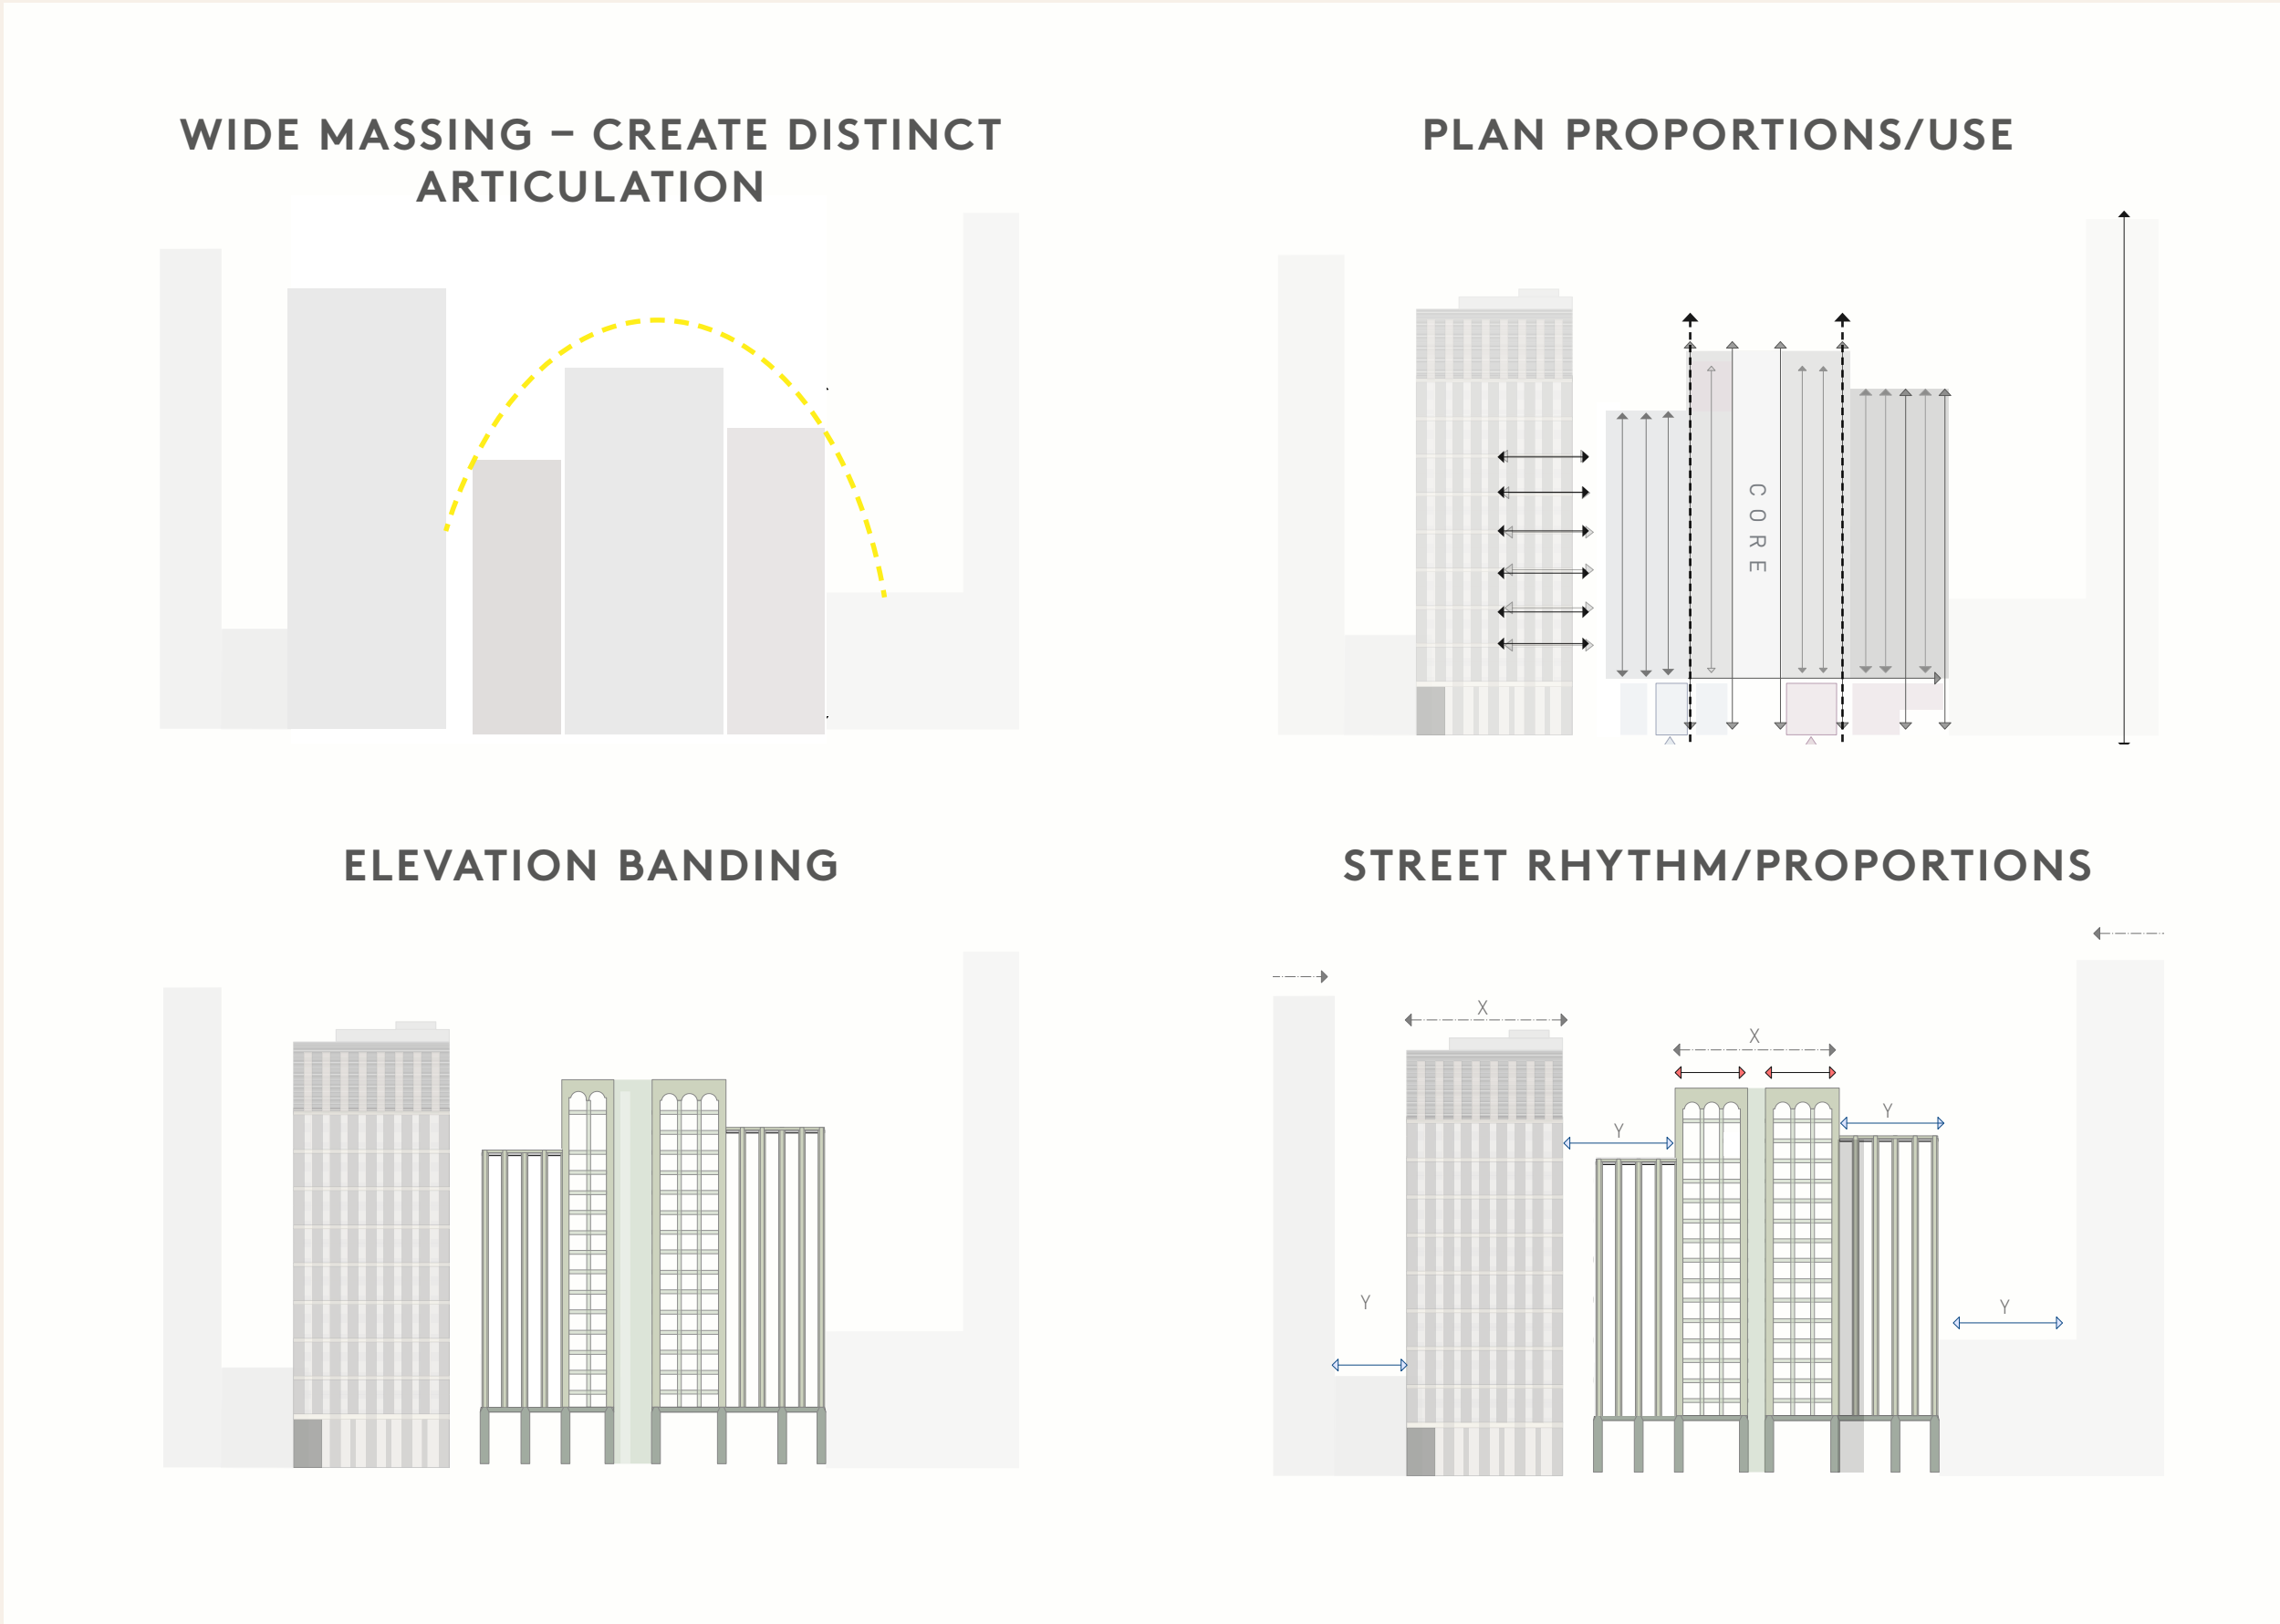 WIDE MASSING – CREATE DISTINCT
ARTICULATION
PLAN PROPORTIONS/USE
CORE
ELEVATION BANDING
STREET RHYTHM/PROPORTIONS
X
X
Y
Y
Y
Y